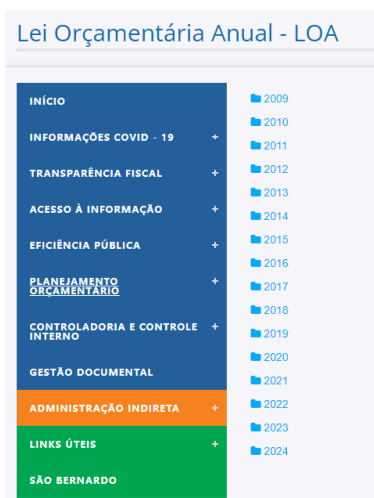 Lei Orçamentária Anual - LOA
INÍCIO
INFORMAÇÕES COVID - 19 +
TRANSPARÊNCIA FISCAL +
ACESSO À INFORMAÇÃO +
EFICIÊNCIA PÚBLICA +
PLANEJAMENTO +
ORÇAMENTÁRIO
CONTROLADORIA E CONTROLE +
INTERNO
GESTÃO DOCUMENTAL
ADMINISTRAÇÃO INDIRETA +
LINKS ÚTEIS +
SÃO BERNARDO
2009
2010
2011
2012
2013
2014
2015
2016
2017
2018
2019
2020
2021
2022
2023
2024